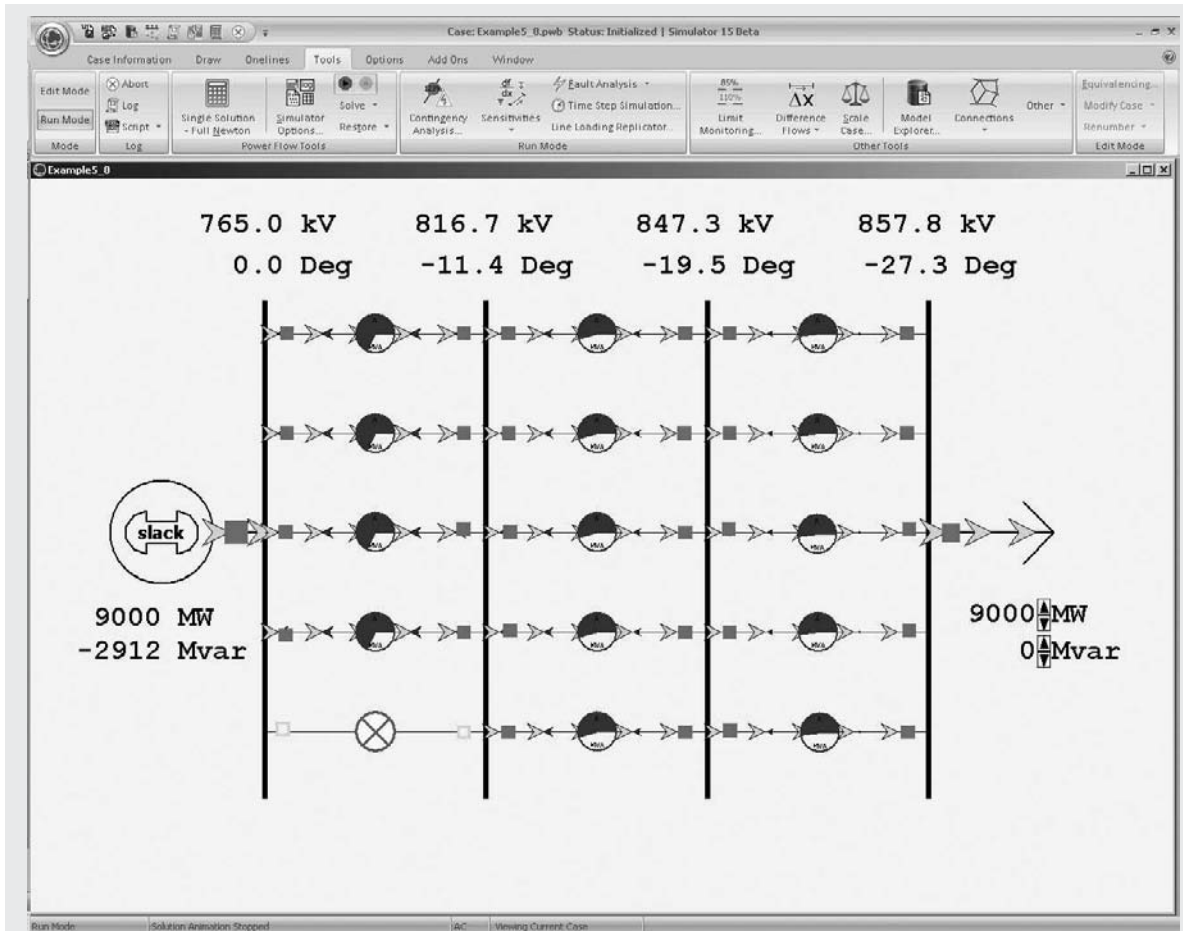 Case: Example5_8.pwb Status: Initialized | Simulator 15 Beta
Case Information Draw Onelines Tools Options Add Ons Window
Edit Mode
Run Mode
Mode
Abort
Log
Script
Log
Single Solution
- Full Newton
Simulator
Options...
Solve
Restore
Power Flow Tools
Contingency
Analysis...
Sensitivities
Fault Analysis
Time Step Simulation...
Line Loading Replicator...
Run Mode
85%
110%
Limit
Monitoring...
ΔX
Difference
Flows
Scale
Case...
Model
Explorer...
Connections
Other
Other Tools
Equivalencing...
Modify Case
Renumber
Edit Mode
Example5_8
765.0 kV 816.7 kV 847.3 kV 857.8 kV
0.0 Deg -11.4 Deg -19.5 Deg -27.3 Deg
slack
9000 MW
-2912 Mvar
9000 MW
0 Mvar
Run Mode Solution Animation Stopped AC Viewing Current Case